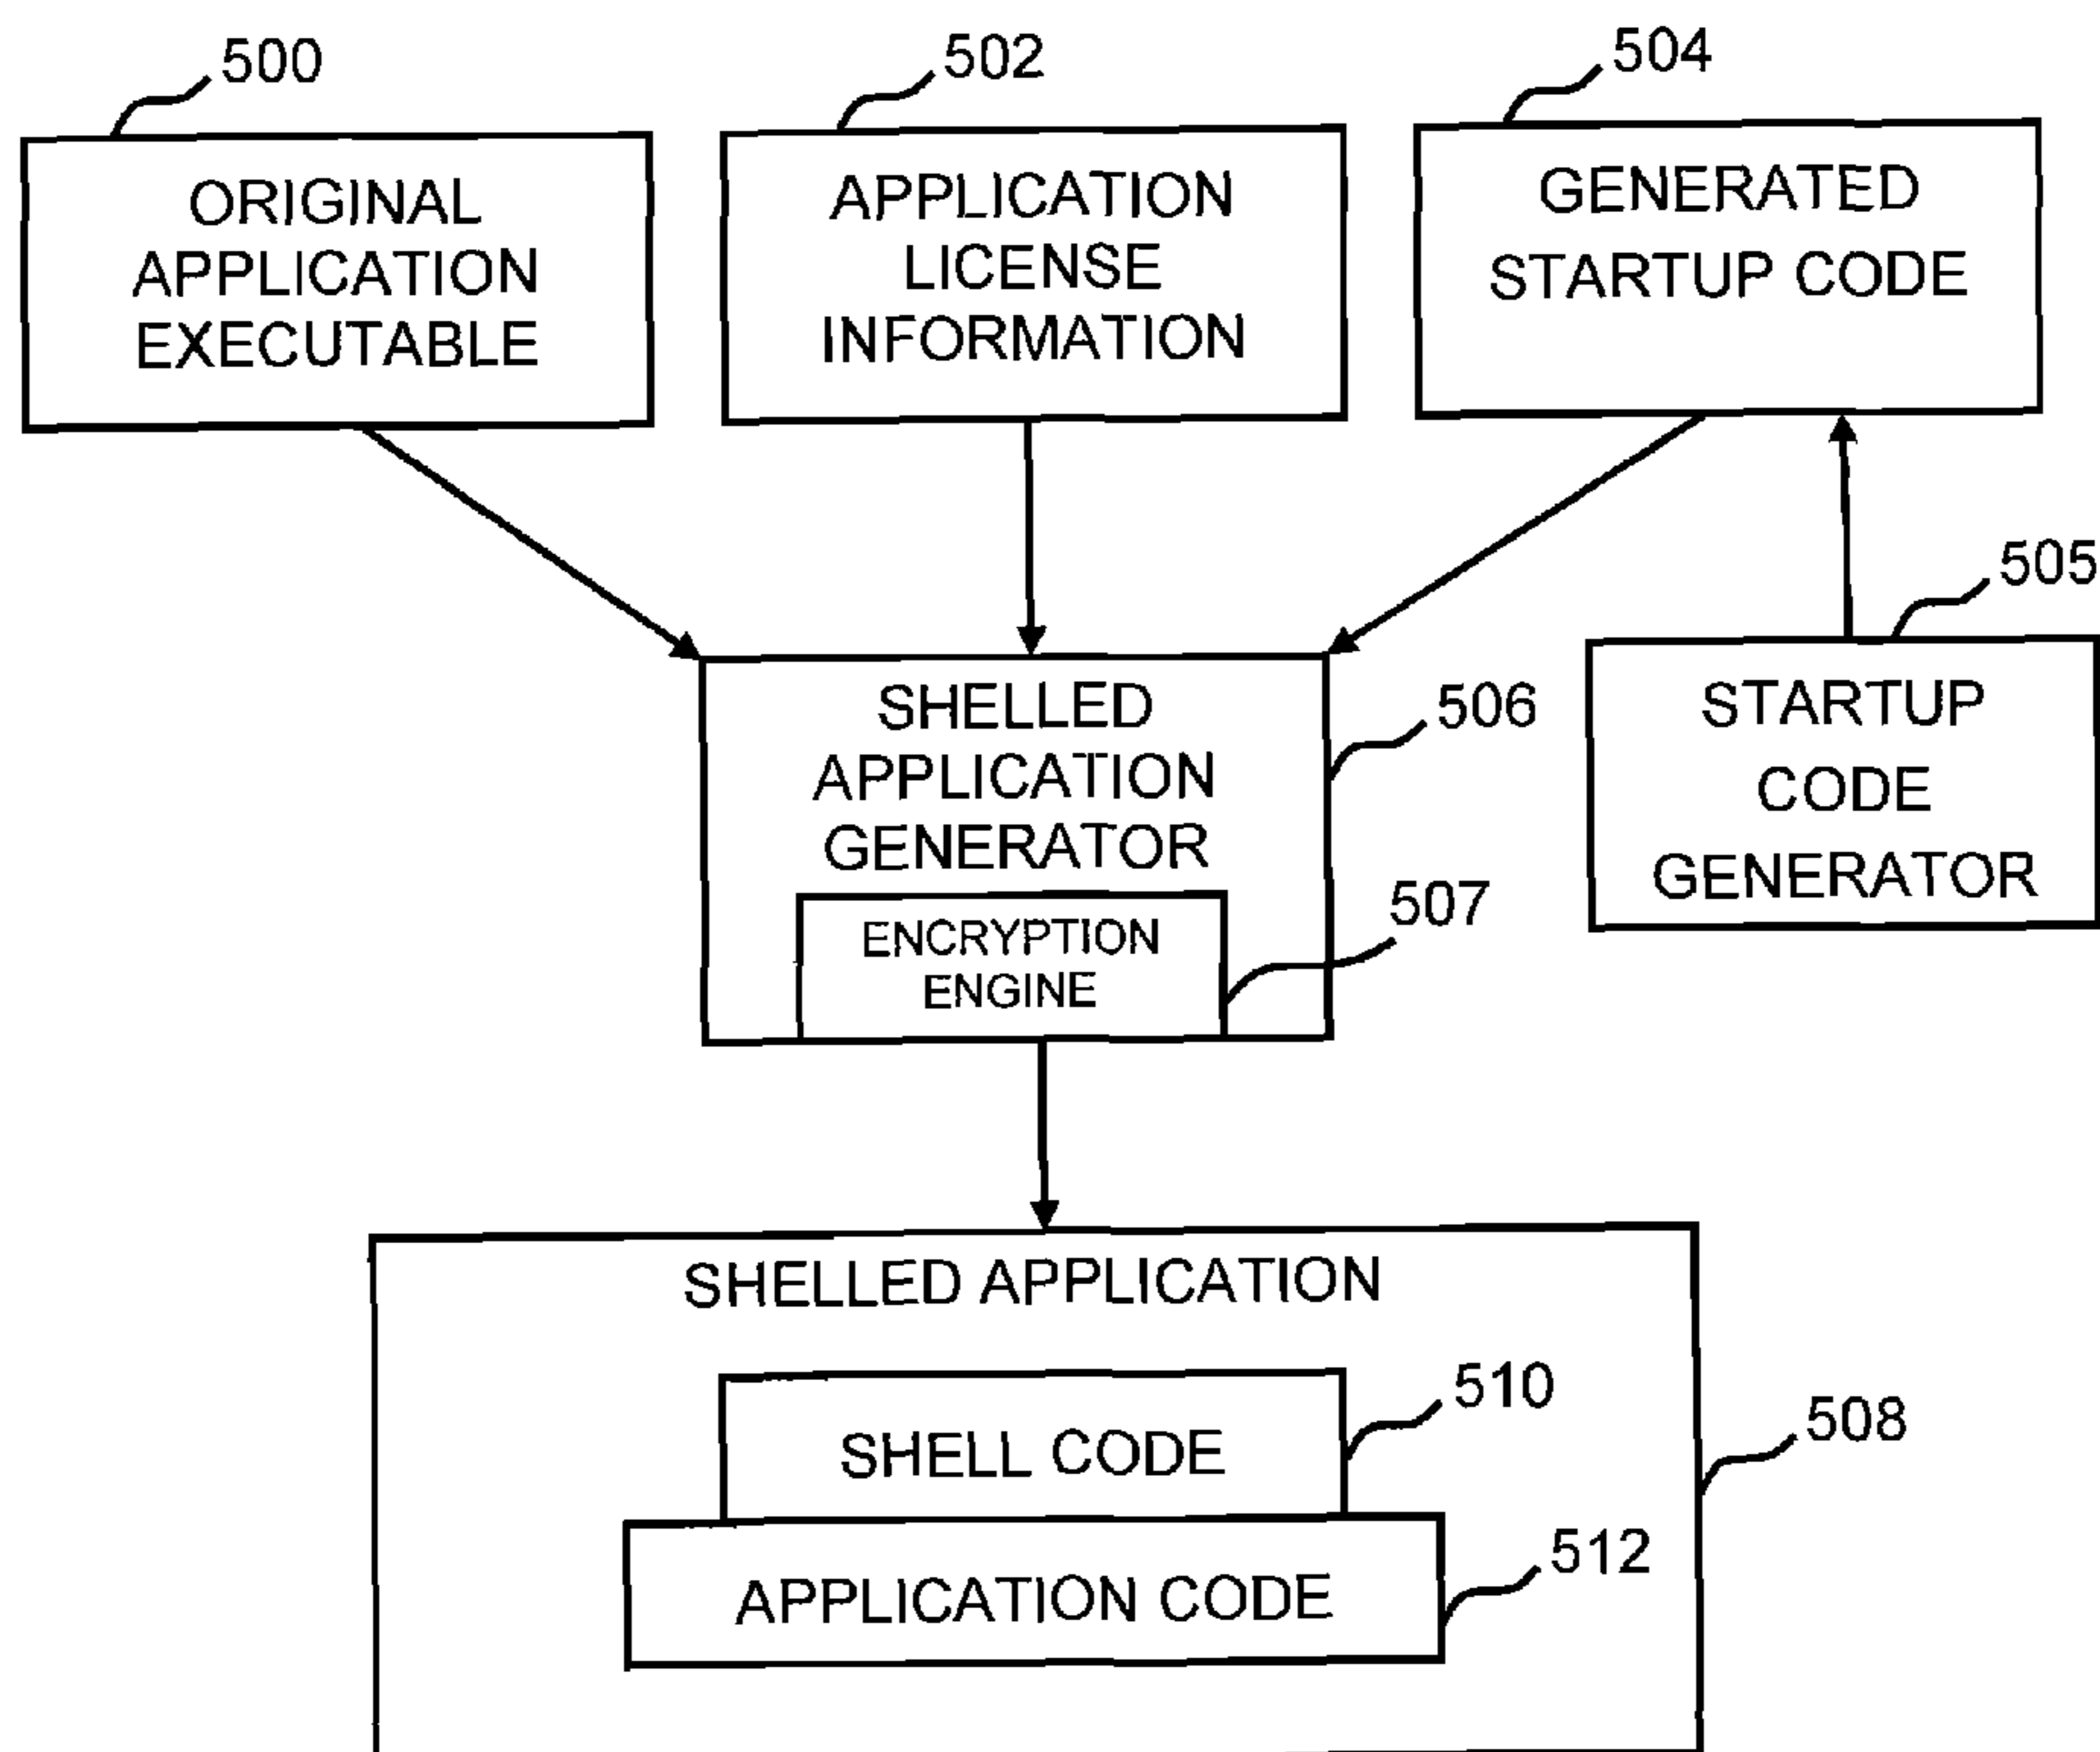 500
502
504
ORIGINAL
APPLICATION
EXECUTABLE
APPLICATION
LICENSE
INFORMATION
GENERATED
STARTUP CODE
505
SHELLED
APPLICATION
GENERATOR
506
STARTUP
CODE
GENERATOR
ENCRYPTION
ENGINE
507
SHELLED APPLICATION
SHELL CODE
510
508
APPLICATION CODE
512